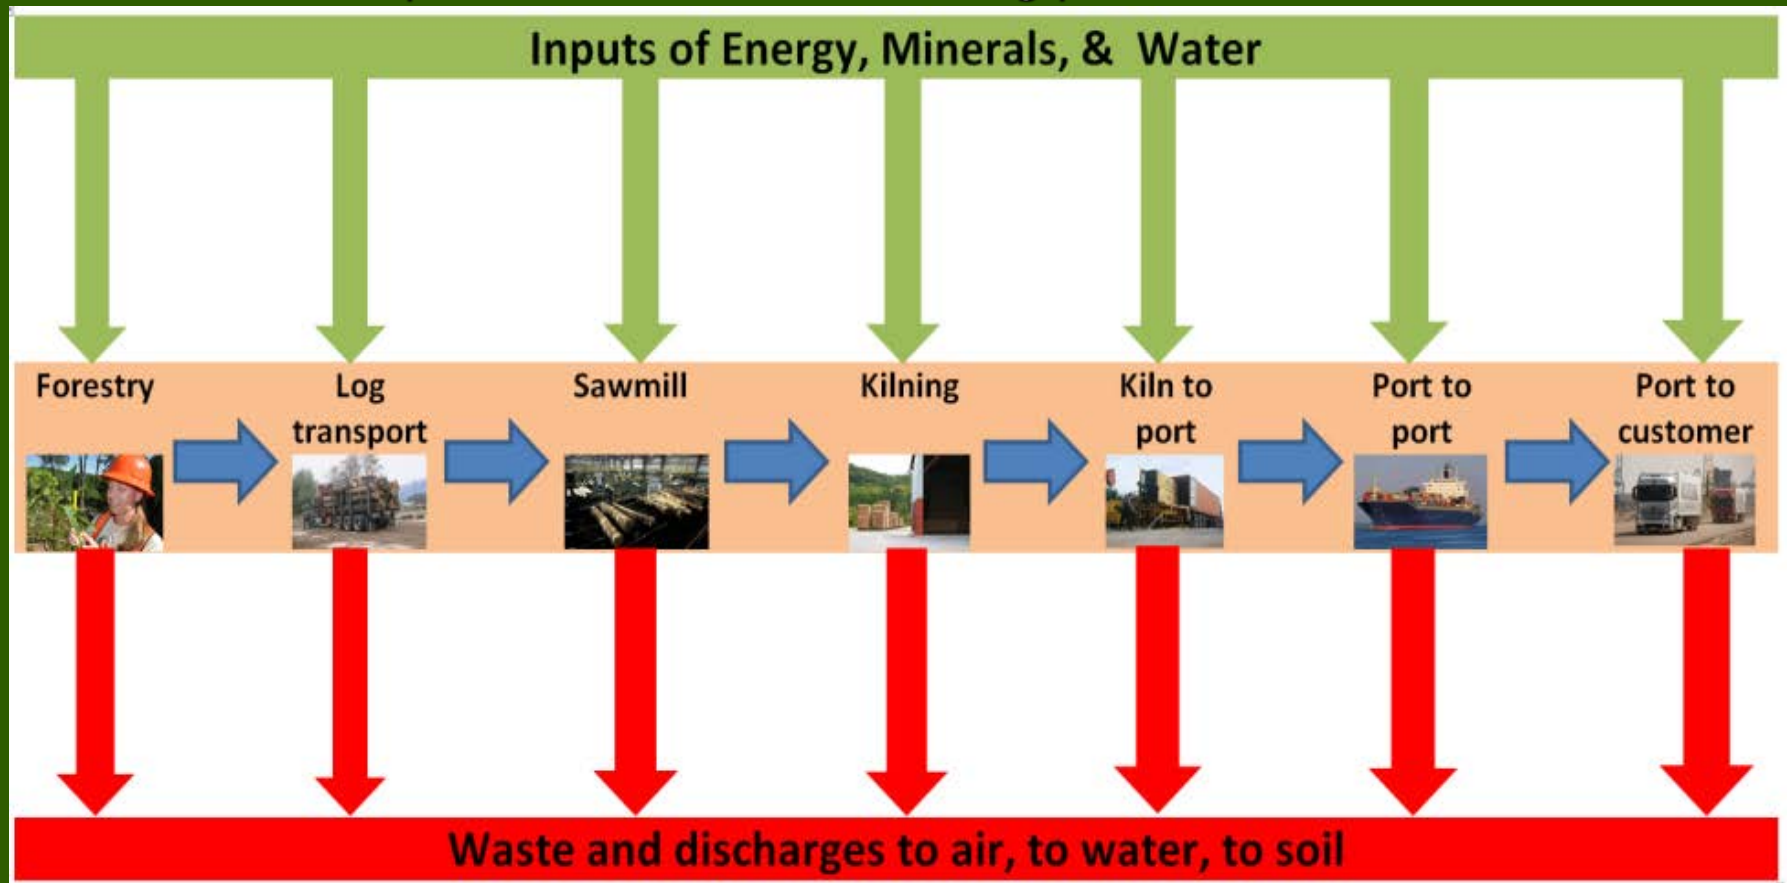 Inputs of Energy, Minerals, & Water
Forestry
Log
transport
Sawmill
Kilning
Kiln to
port
Port to
port
Port to
customer
Waste and discharges to air, to water, to soil